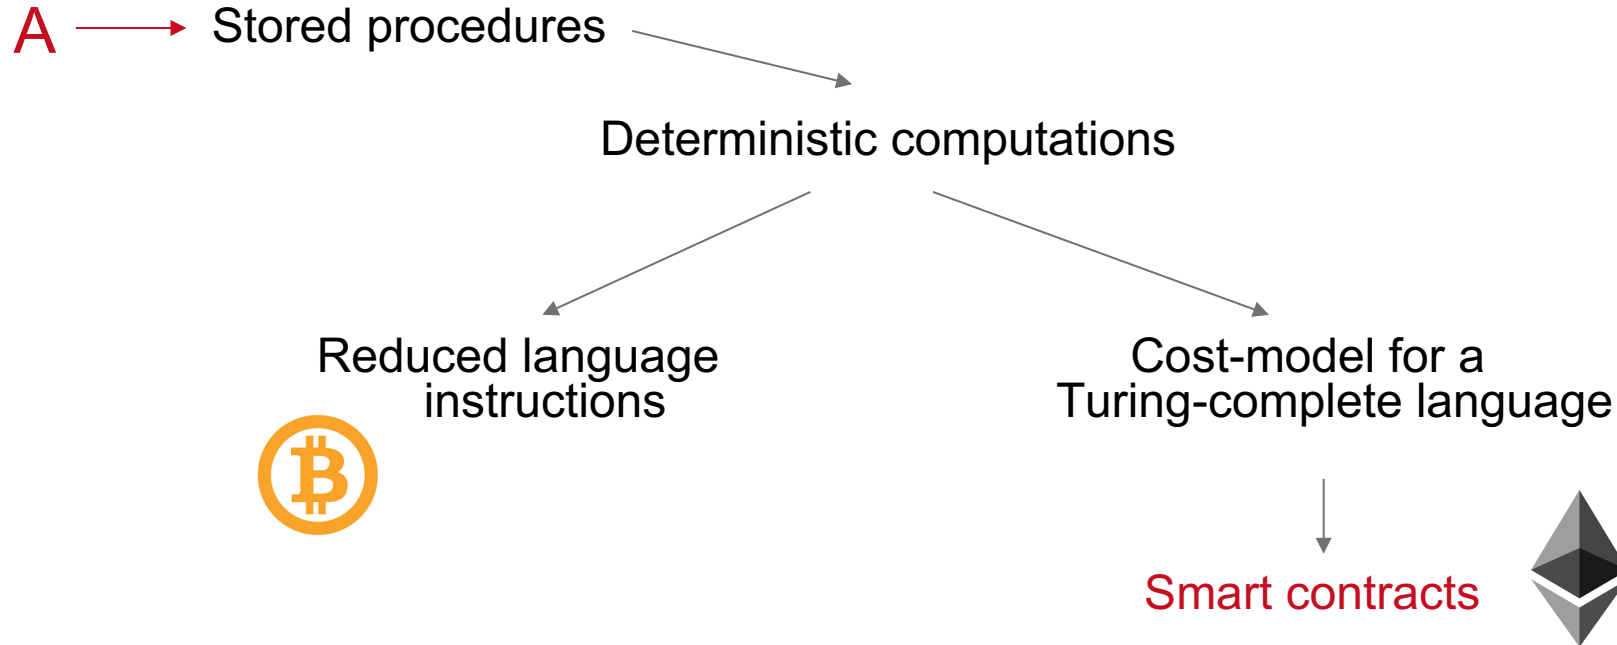 A
Stored procedures
Deterministic computations
Reduced language
instructions
Cost-model for a
Turing-complete language
Smart contracts